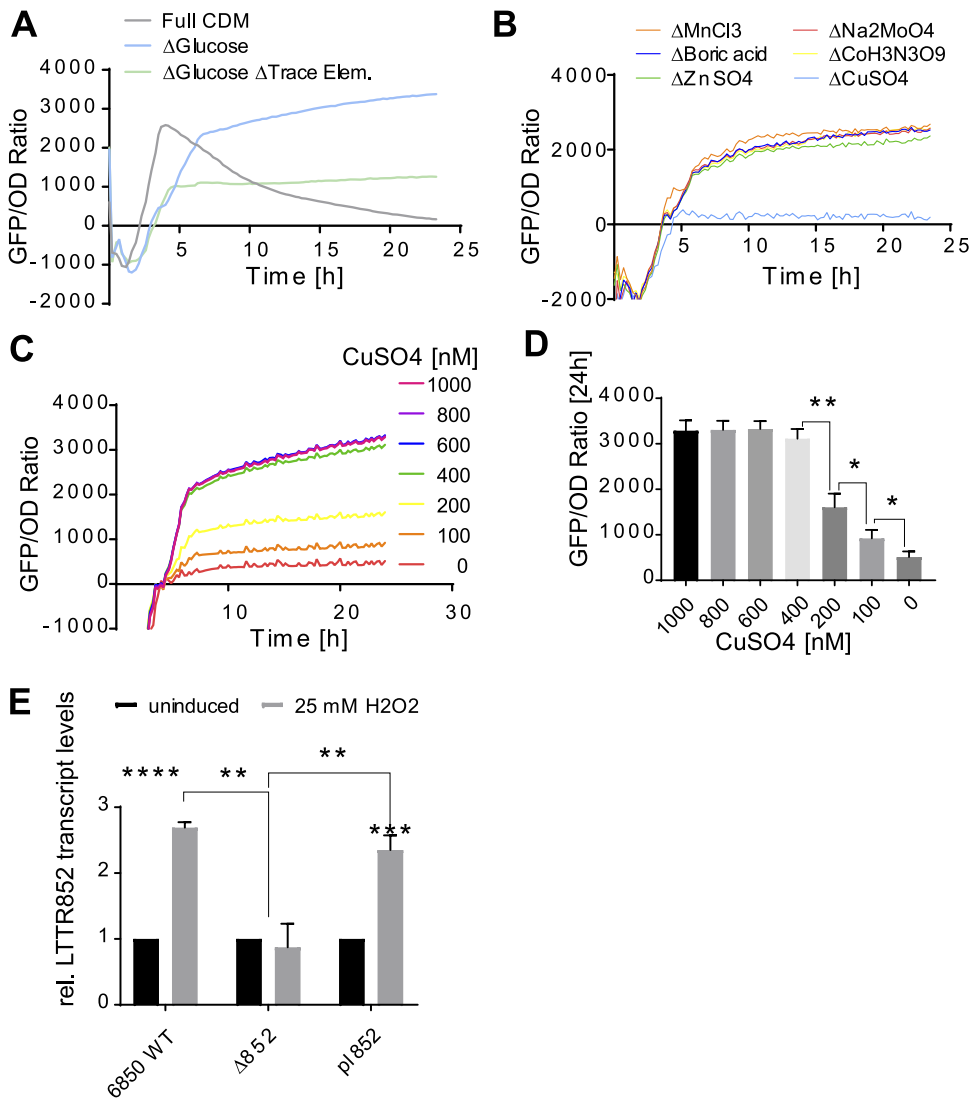 A
Full CDM
ΔGlucose
ΔGlucose ΔTrace Elem.
GFP/OD Ratio
4000
3000
2000
1000
0
-1000
-2000
5
10
15
20
25
Time [h]
B
ΔMnCl3
ΔBoric acid
ΔZnSO4
ΔNa2MoO4
ΔCoH3N3O9
ΔCuSO4
GFP/OD Ratio
4000
2000
0
-2000
5
10
15
20
25
Time [h]
C
CuSO4 [nM]
1000
800
600
400
200
100
0
GFP/OD Ratio
4000
3000
2000
1000
0
-1000
10
20
30
Time [h]
D
GFP/OD Ratio [24h]
4000
3000
2000
1000
0
**
*
*
1000
800
600
400
200
100
0
CuSO4 [nM]
E
uninduced
25 mM H2O2
rel. LTTR852 transcript levels
3
2
1
0
****
**
**
***
6850 WT
Δ852
pI852